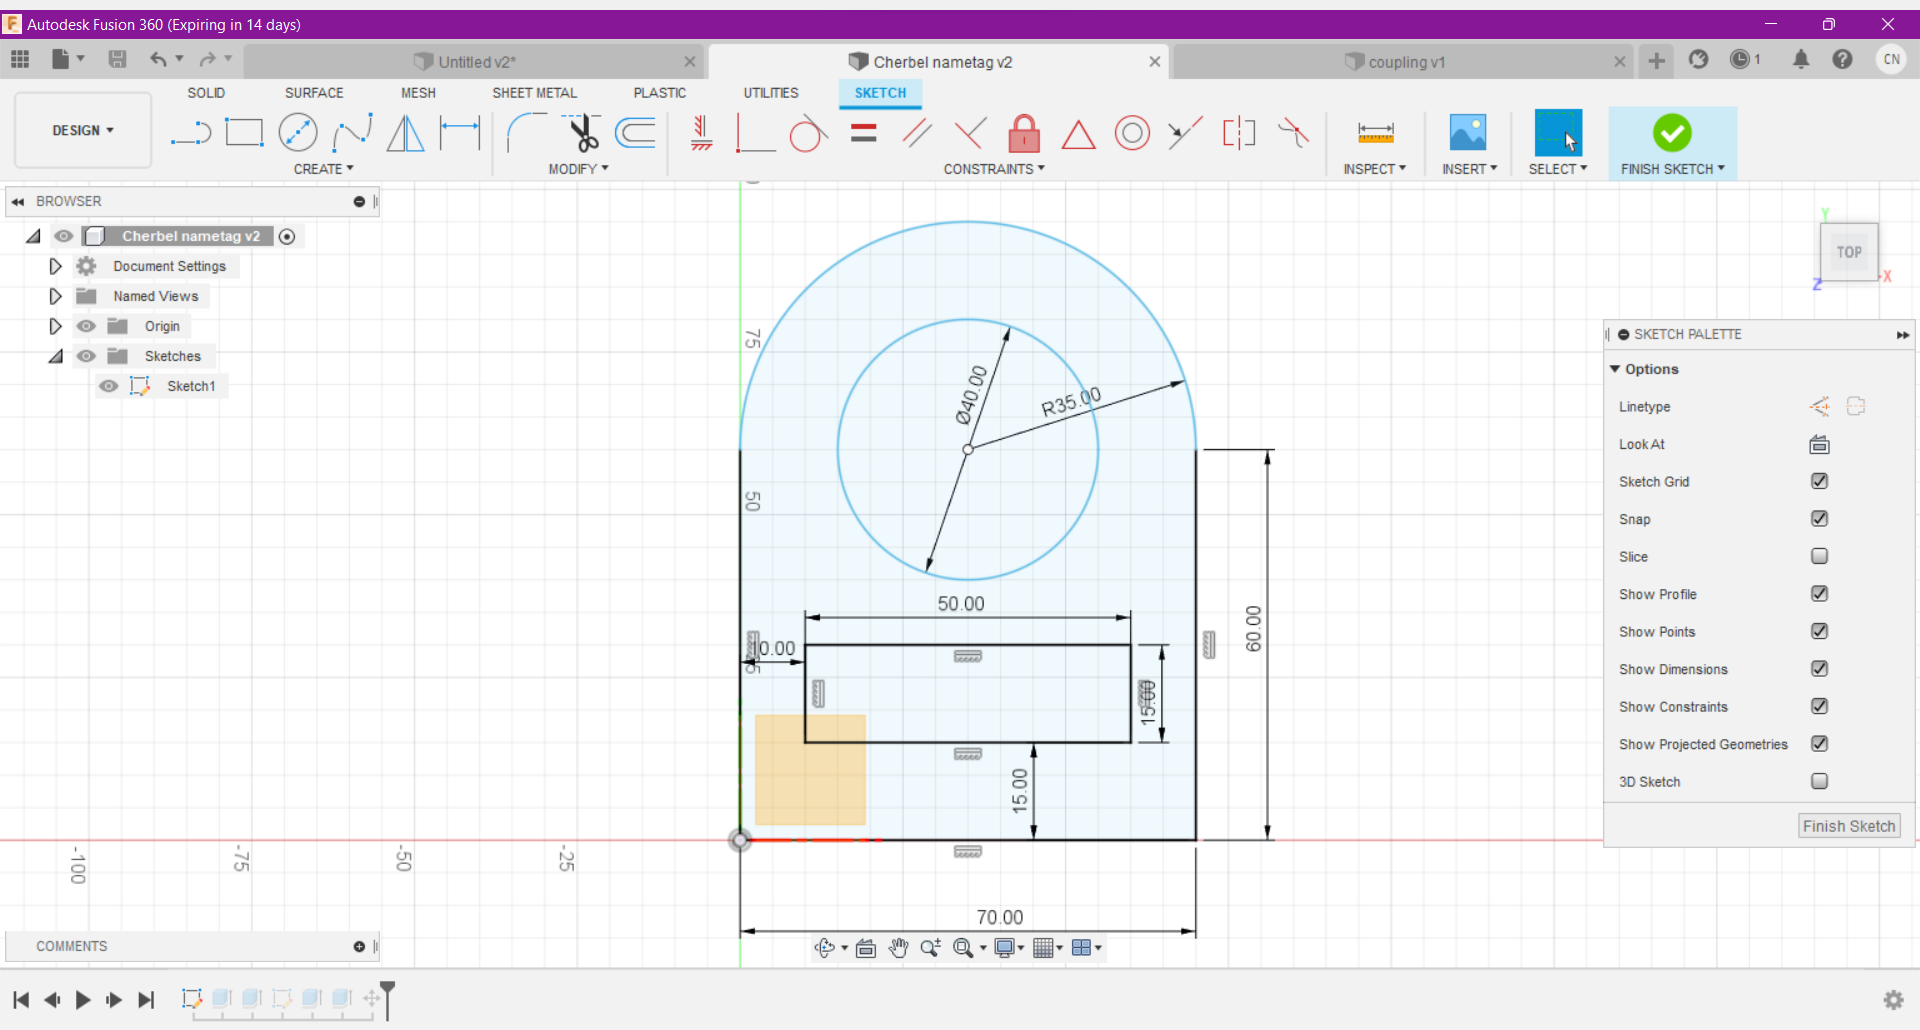 Autodesk Fusion 360 (Expiring in 14 days)
Untitled v2*
Cherbel nametag v2
coupling v1
1
CN
SOLID SURFACE MESH SHEET METAL PLASTIC UTILITIES SKETCH
DESIGN
CREATE MODIFY CONSTRAINTS INSPECT INSERT SELECT FINISH SKETCH
BROWSER
Cherbel nametag v2
Document Settings
Named Views
Origin
Sketches
Sketch1
Y
TOP
X
Z
75
50
Ø40.00
R35.00
50.00
60.00
15.00
15.00
70.00
-100
-75
-50
-25
SKETCH PALETTE
Options
Linetype
Look At
Sketch Grid
Snap
Slice
Show Profile
Show Points
Show Dimensions
Show Constraints
Show Projected Geometries
3D Sketch
Finish Sketch
COMMENTS